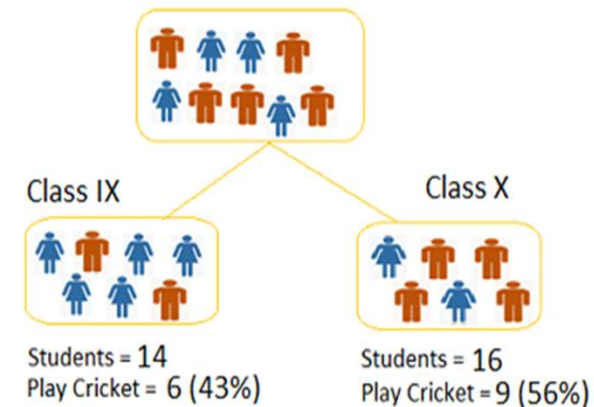 Class IX
Class X
Students = 14
Play Cricket = 6 (43%)
Students = 16
Play Cricket = 9 (56%)